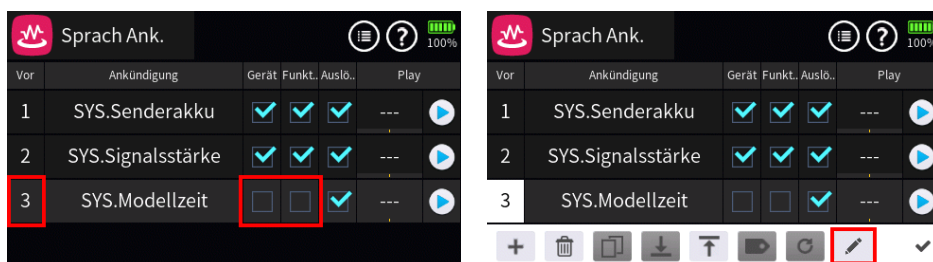 Sprach Ank.
?
100%
Vor Ankündigung Gerät Funkt.. Auslö.. Play
1 SYS.Senderakku ---
2 SYS.Signalsstärke ---
3 SYS.Modellzeit ---
Sprach Ank.
?
100%
Vor Ankündigung Gerät Funkt.. Auslö.. Play
1 SYS.Senderakku ---
2 SYS.Signalsstärke ---
3 SYS.Modellzeit ---